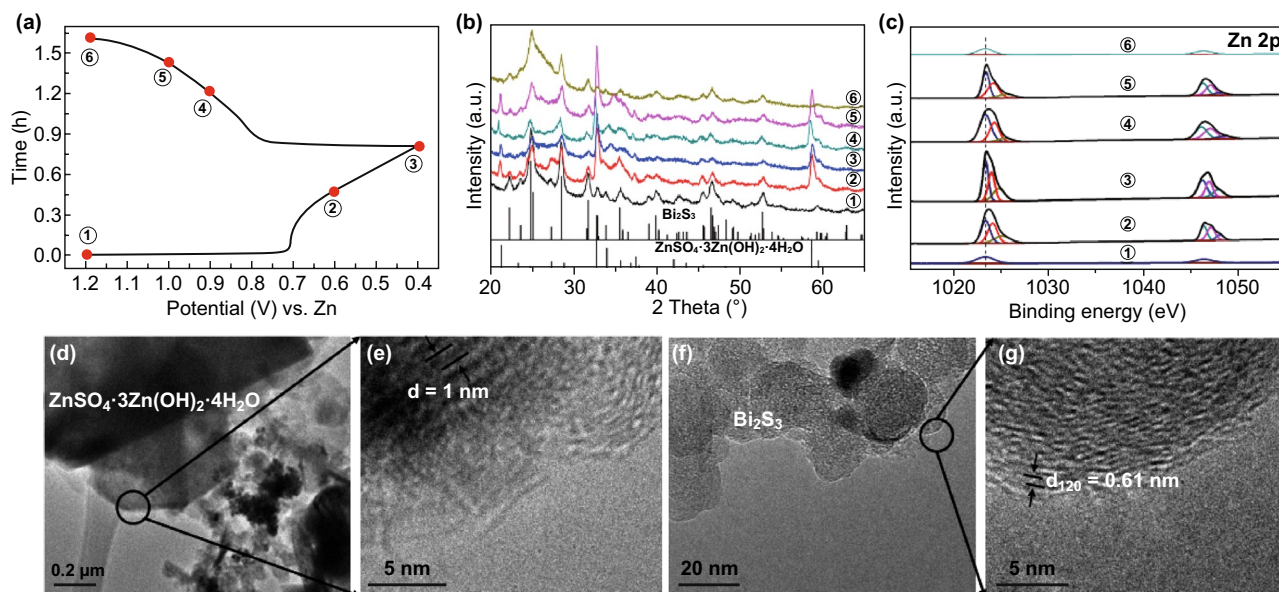 (a)
Time (h)
1.5
1.2
0.9
0.6
0.3
0.0
①
②
③
④
⑤
⑥
1.2 1.1 1.0 0.9 0.8 0.7 0.6 0.5 0.4
Potential (V) vs. Zn
(b)
Intensity (a.u.)
⑥
⑤
④
③
②
①
Bi₂S₃
ZnSO₄·3Zn(OH)₂·4H₂O
20 30 40 50 60
2 Theta (°)
(c)
Zn 2p
Intensity (a.u.)
⑥
⑤
④
③
②
①
1020 1030 1040 1050
Binding energy (eV)
(d)
ZnSO₄·3Zn(OH)₂·4H₂O
0.2 µm
(e)
d = 1 nm
5 nm
(f)
Bi₂S₃
20 nm
(g)
d₁₂₀ = 0.61 nm
5 nm